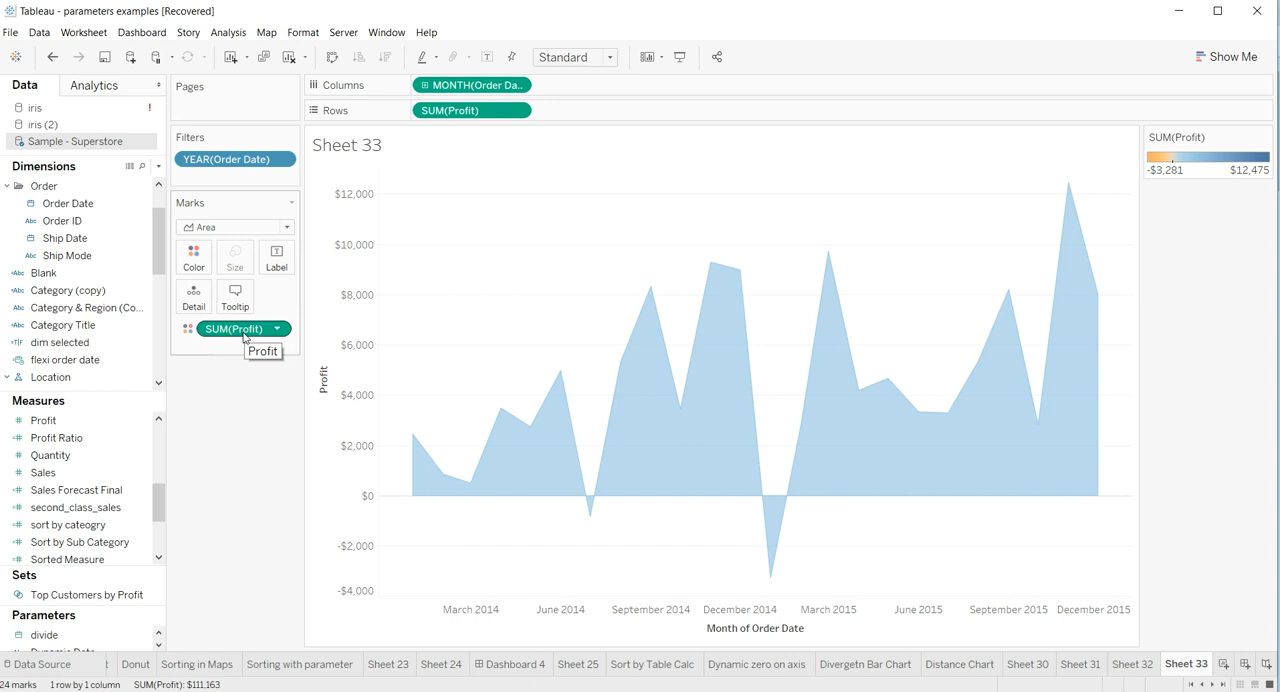 Tableau - parameters examples [Recovered]
File Data Worksheet Dashboard Story Analysis Map Format Server Window Help
Standard
Show Me
Data Analytics
iris !
iris (2)
Sample - Superstore
Dimensions
Order
Order Date
Abc Order ID
Ship Date
Abc Ship Mode
Abc Blank
Abc Category (copy)
Abc Category & Region (Co...
Abc Category Title
dim selected
flexi order date
Location
Measures
Profit
Profit Ratio
Quantity
Sales
Sales Forecast Final
second_class_sales
sort by cateogry
Sort by Sub Category
Sorted Measure
Sets
Top Customers by Profit
Parameters
divide
Pages
Filters
YEAR(Order Date)
Marks
Area
Color Size Label
Detail Tooltip
SUM(Profit)
Profit
Columns MONTH(Order Da..
Rows SUM(Profit)
Sheet 33
Profit
$12,000
$10,000
$8,000
$6,000
$4,000
$2,000
$0
-$2,000
-$4,000
March 2014 June 2014 September 2014 December 2014 March 2015 June 2015 September 2015 December 2015
Month of Order Date
SUM(Profit)
-$3,281 $12,475
Data Source t Donut Sorting in Maps Sorting with parameter Sheet 23 Sheet 24 Dashboard 4 Sheet 25 Sort by Table Calc Dynamic zero on axis Divergetn Bar Chart Distance Chart Sheet 30 Sheet 31 Sheet 32 Sheet 33
24 marks 1 row by 1 column SUM(Profit): $111,163